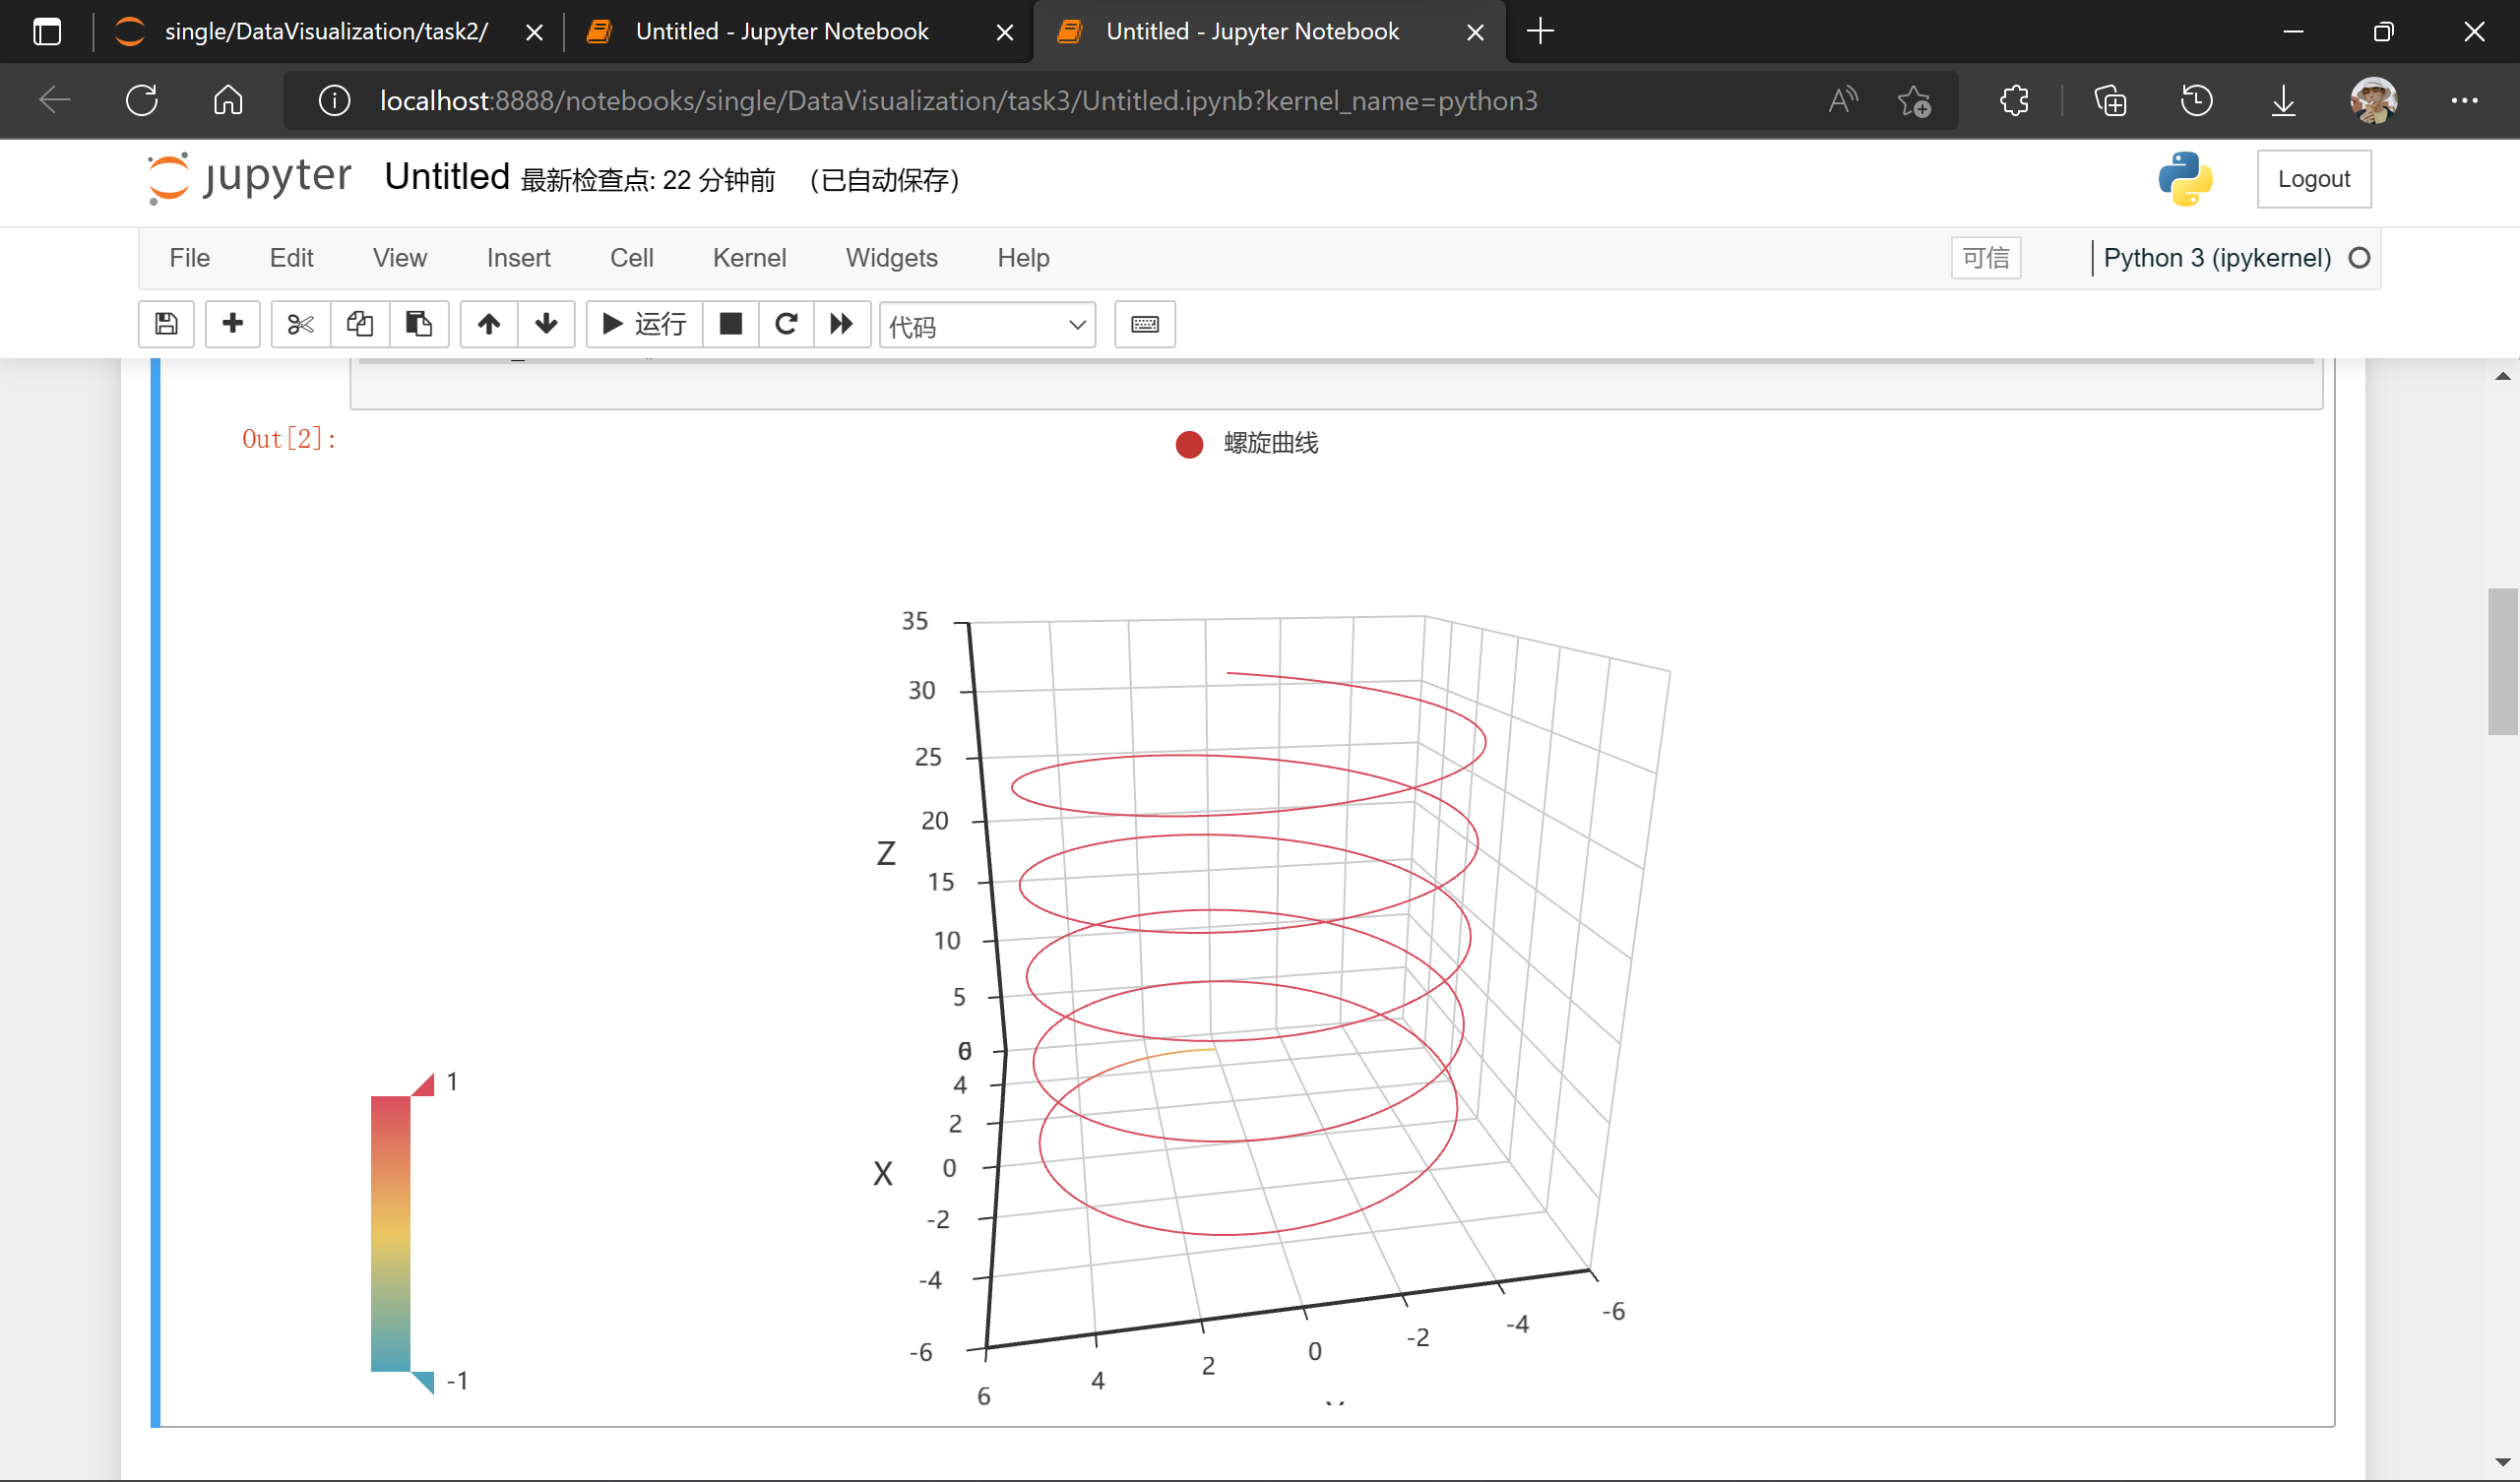 single/DataVisualization/task2/
Untitled - Jupyter Notebook
Untitled - Jupyter Notebook
localhost:8888/notebooks/single/DataVisualization/task3/Untitled.ipynb?kernel_name=python3
jupyter Untitled 最新检查点: 22 分钟前 （已自动保存）
Logout
File Edit View Insert Cell Kernel Widgets Help 可信 Python 3 (ipykernel)
运行 代码
Out[2]:
螺旋曲线
35
30
25
20
Z
15
10
5
0
4
2
X 0
-2
-4
-6
6 4 2 0 -2 -4 -6
1
-1